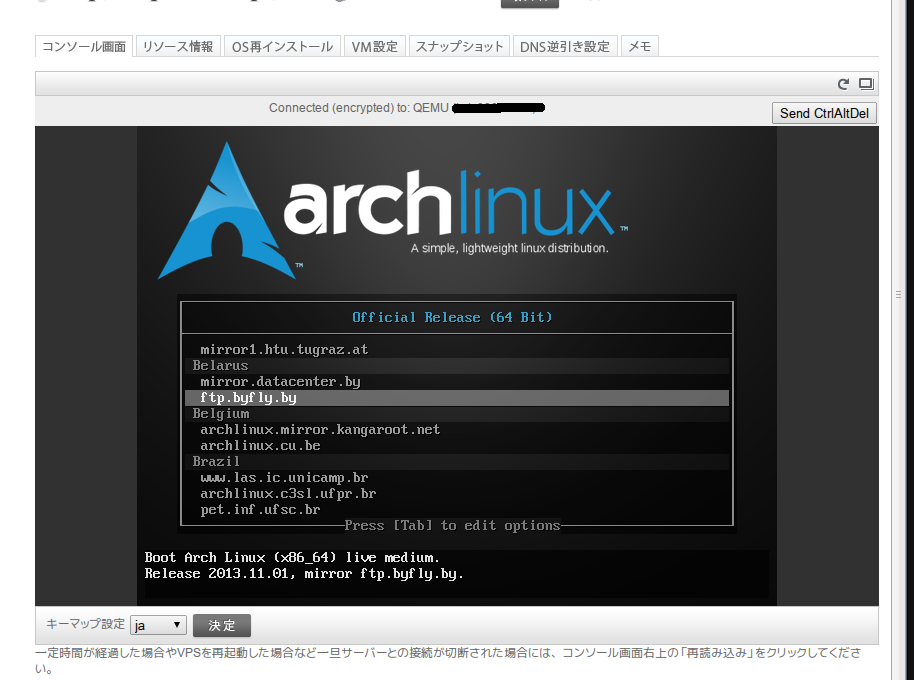 コンソール画面 リソース情報 OS再インストール VM設定 スナップショット DNS逆引き設定 メモ
Connected (encrypted) to: QEMU
Send CtrlAltDel
archlinux™
A simple, lightweight linux distribution.
™
Official Release (64 Bit)
mirror1.htu.tugraz.at
Belarus
mirror.datacenter.by
ftp.byfly.by
Belgium
archlinux.mirror.kangaroot.net
archlinux.cu.be
Brazil
www.las.ic.unicamp.br
archlinux.c3sl.ufpr.br
pet.inf.ufsc.br
Press [Tab] to edit options
Boot Arch Linux (x86_64) live medium.
Release 2013.11.01, mirror ftp.byfly.by.
キーマップ設定 ja 決定
一定時間が経過した場合やVPSを再起動した場合など一旦サーバーとの接続が切断された場合には、コンソール画面右上の「再読み込み」をクリックしてくださ
い。